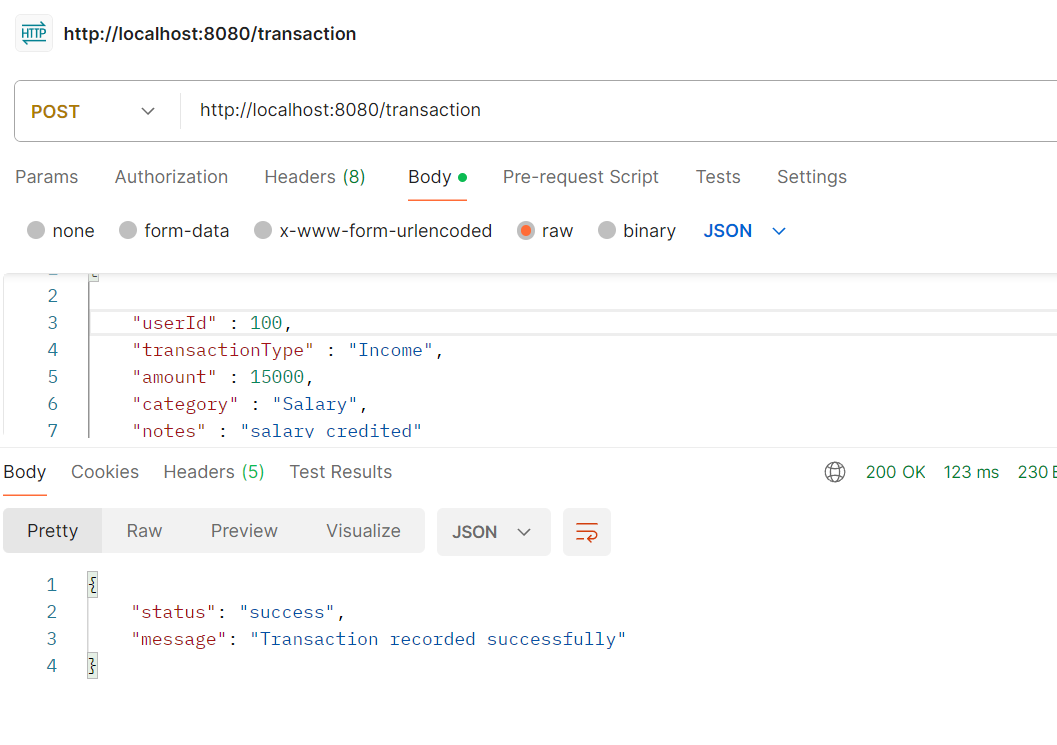 HTTP http://localhost:8080/transaction
POST http://localhost:8080/transaction
Params Authorization Headers (8) Body Pre-request Script Tests Settings
none form-data x-www-form-urlencoded raw binary JSON
2
3 "userId" : 100,
4 "transactionType" : "Income",
5 "amount" : 15000,
6 "category" : "Salary",
7 "notes" : "salary credited"
Body Cookies Headers (5) Test Results 200 OK 123 ms 230
Pretty Raw Preview Visualize JSON
1 {
2 "status": "success",
3 "message": "Transaction recorded successfully"
4 }